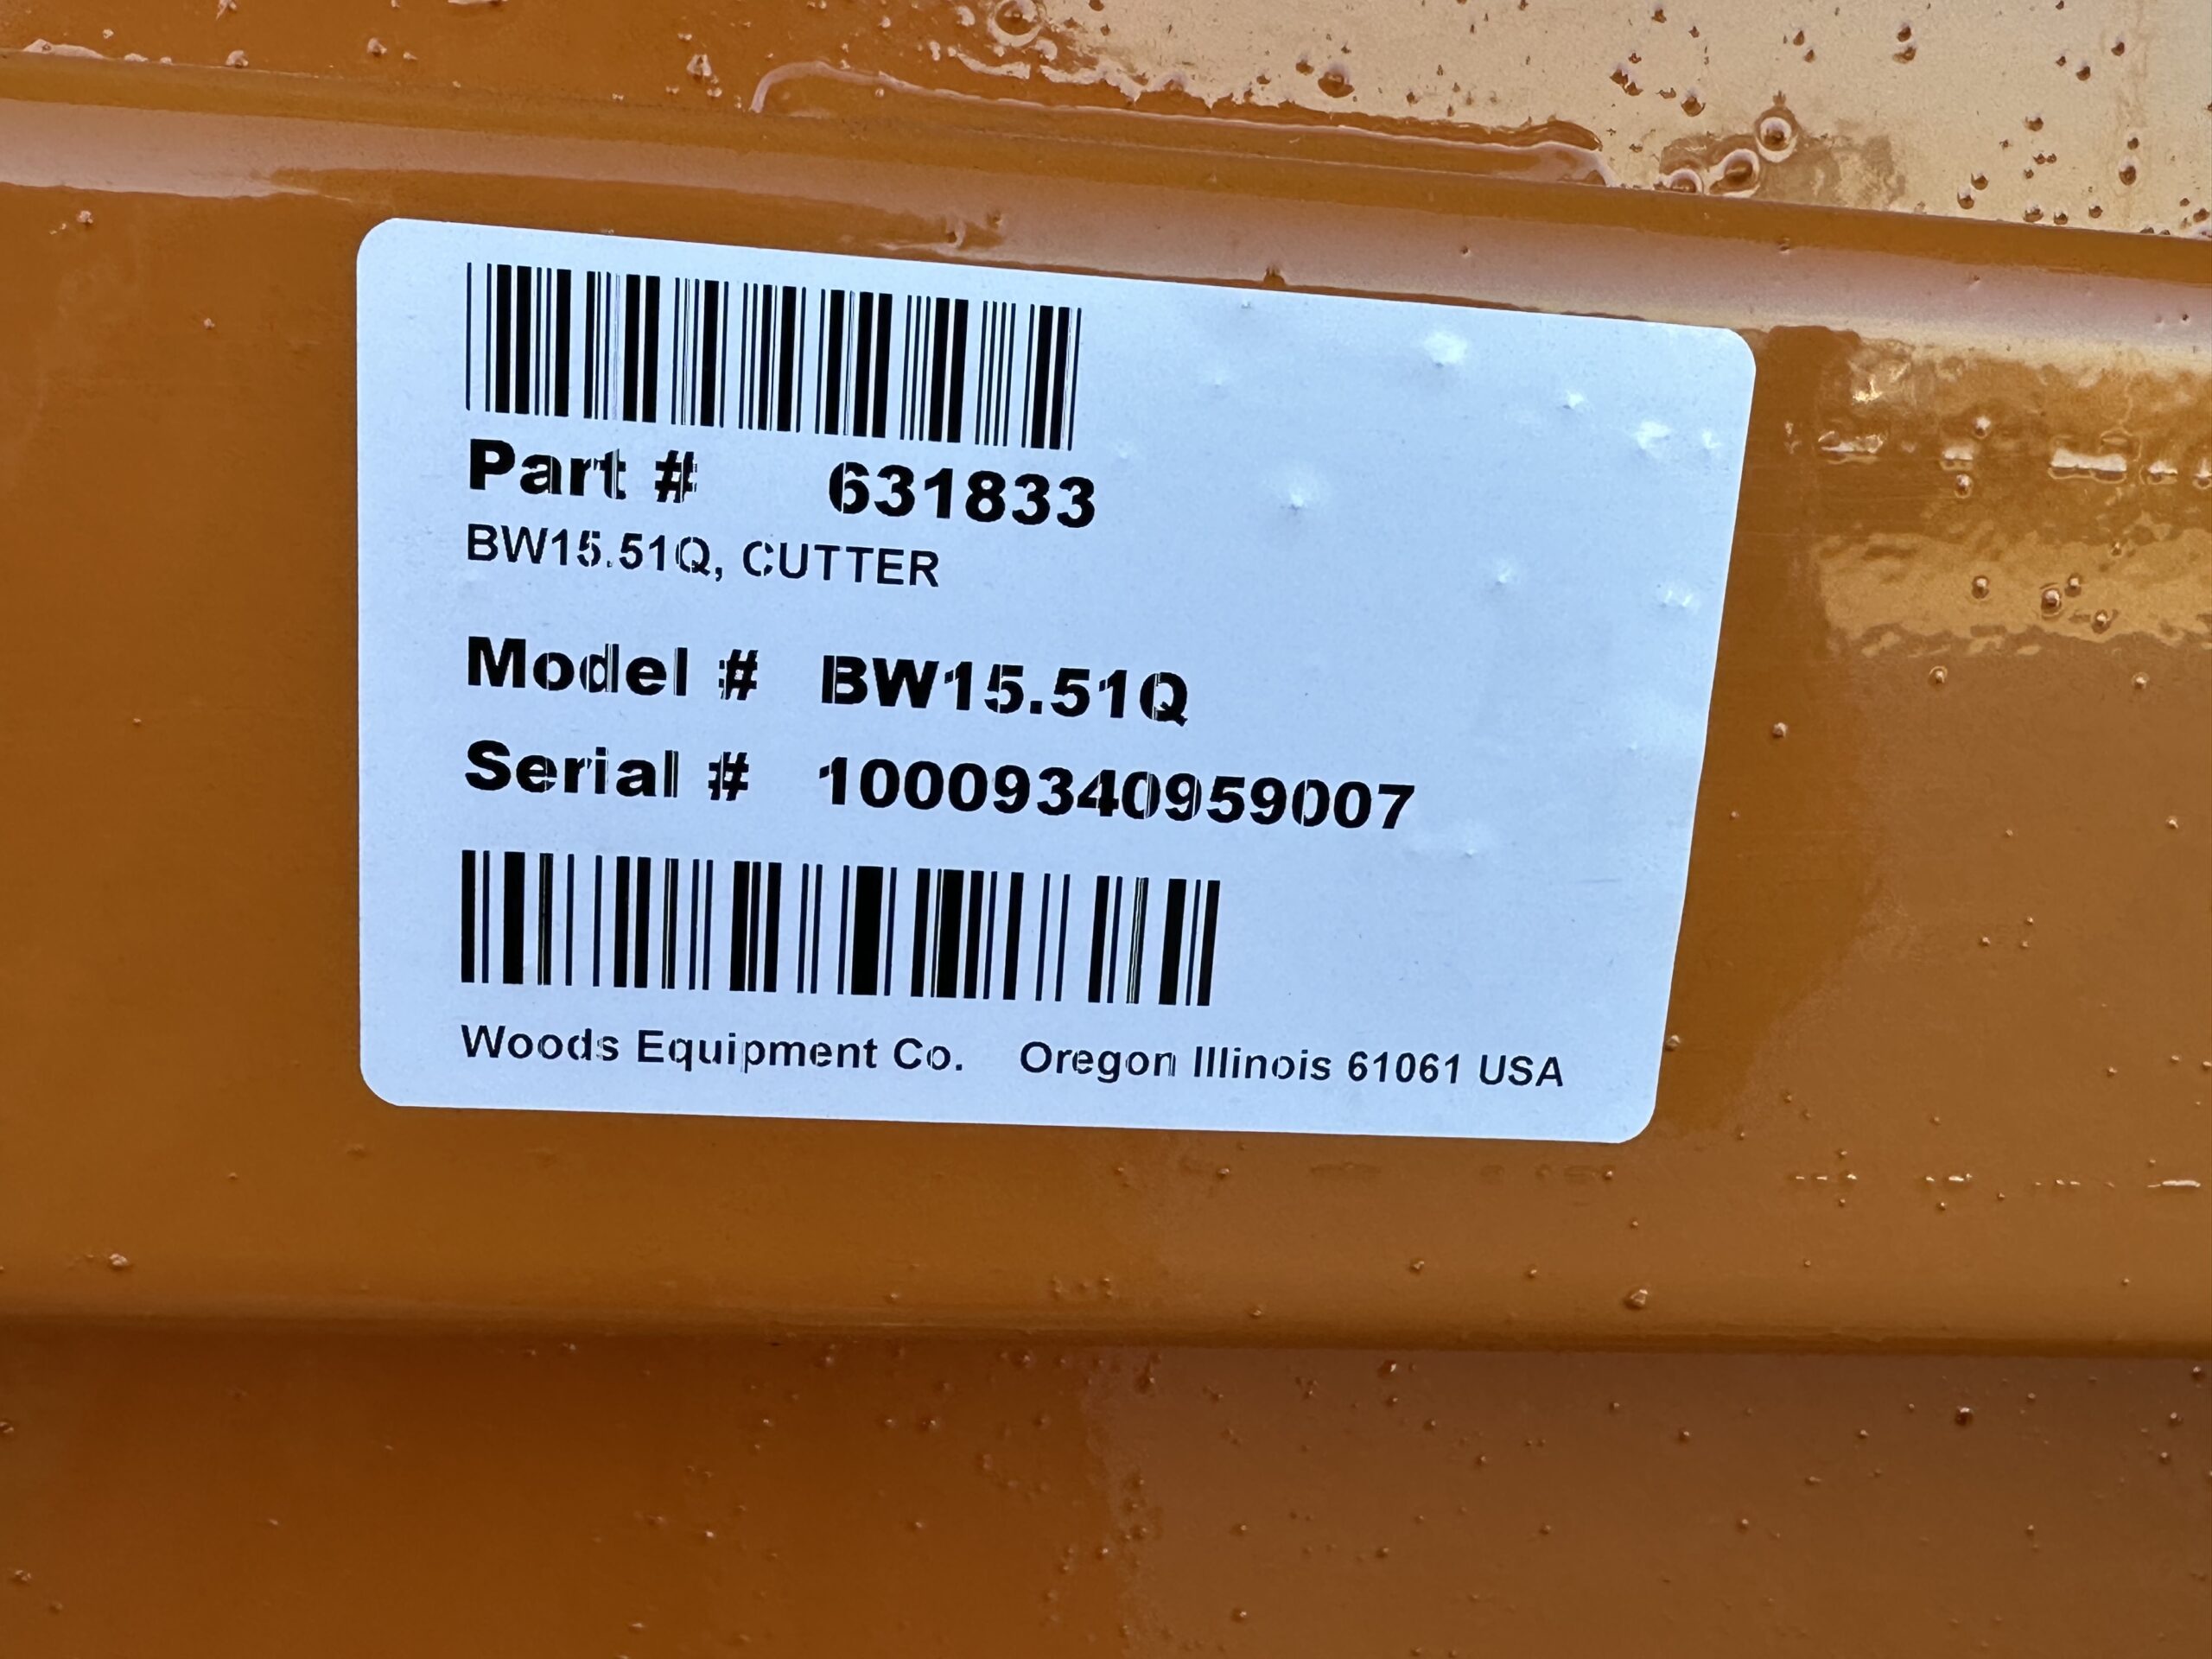 Part # 631833
BW15.51Q, CUTTER
Model # BW15.51Q
Serial # 10009340959007
Woods Equipment Co. Oregon Illinois 61061 USA